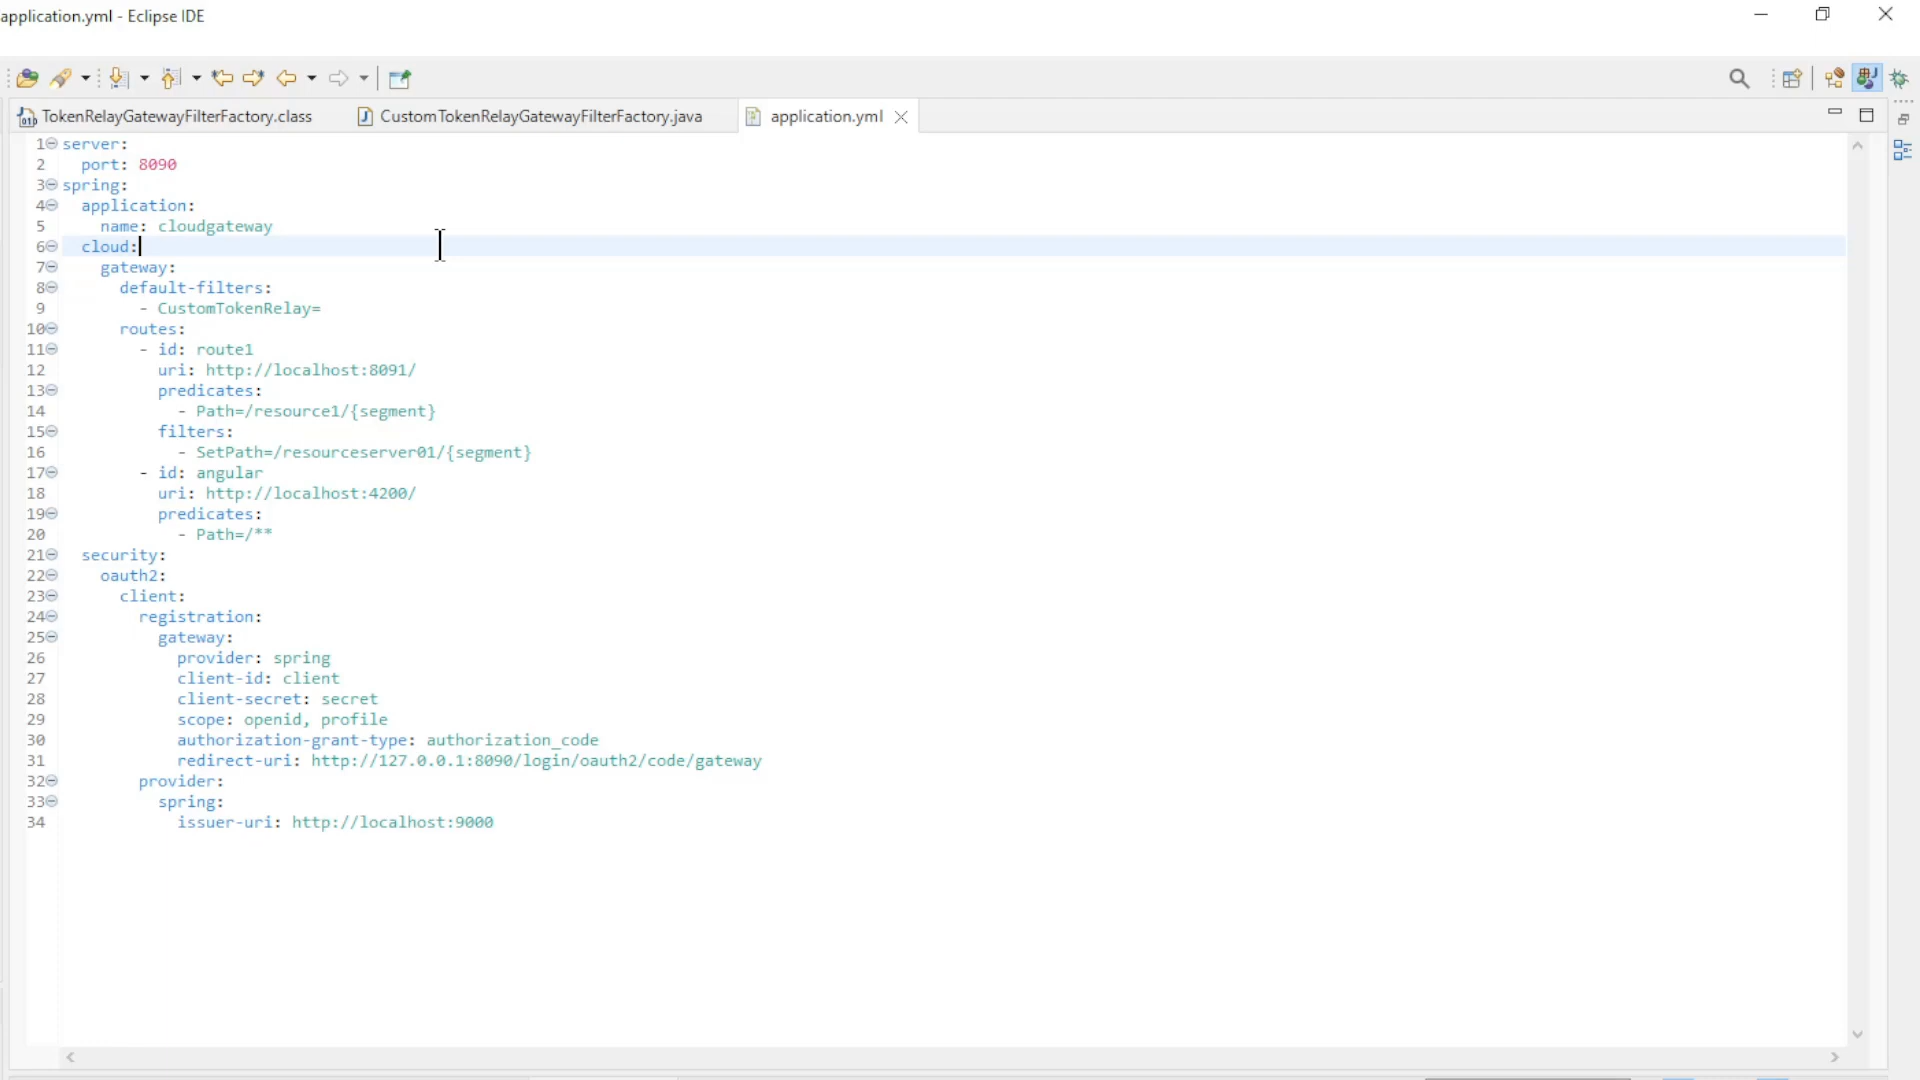 application.yml - Eclipse IDE
TokenRelayGatewayFilterFactory.class
CustomTokenRelayGatewayFilterFactory.java
application.yml
1 server:
2   port: 8090
3 spring:
4   application:
5     name: cloudgateway
6   cloud:
7     gateway:
8       default-filters:
9         - CustomTokenRelay=
10       routes:
11         - id: route1
12           uri: http://localhost:8091/
13           predicates:
14             - Path=/resource1/{segment}
15           filters:
16             - SetPath=/resourceserver01/{segment}
17         - id: angular
18           uri: http://localhost:4200/
19           predicates:
20             - Path=/**
21   security:
22     oauth2:
23       client:
24         registration:
25           gateway:
26             provider: spring
27             client-id: client
28             client-secret: secret
29             scope: openid, profile
30             authorization-grant-type: authorization_code
31             redirect-uri: http://127.0.0.1:8090/login/oauth2/code/gateway
32         provider:
33           spring:
34             issuer-uri: http://localhost:9000